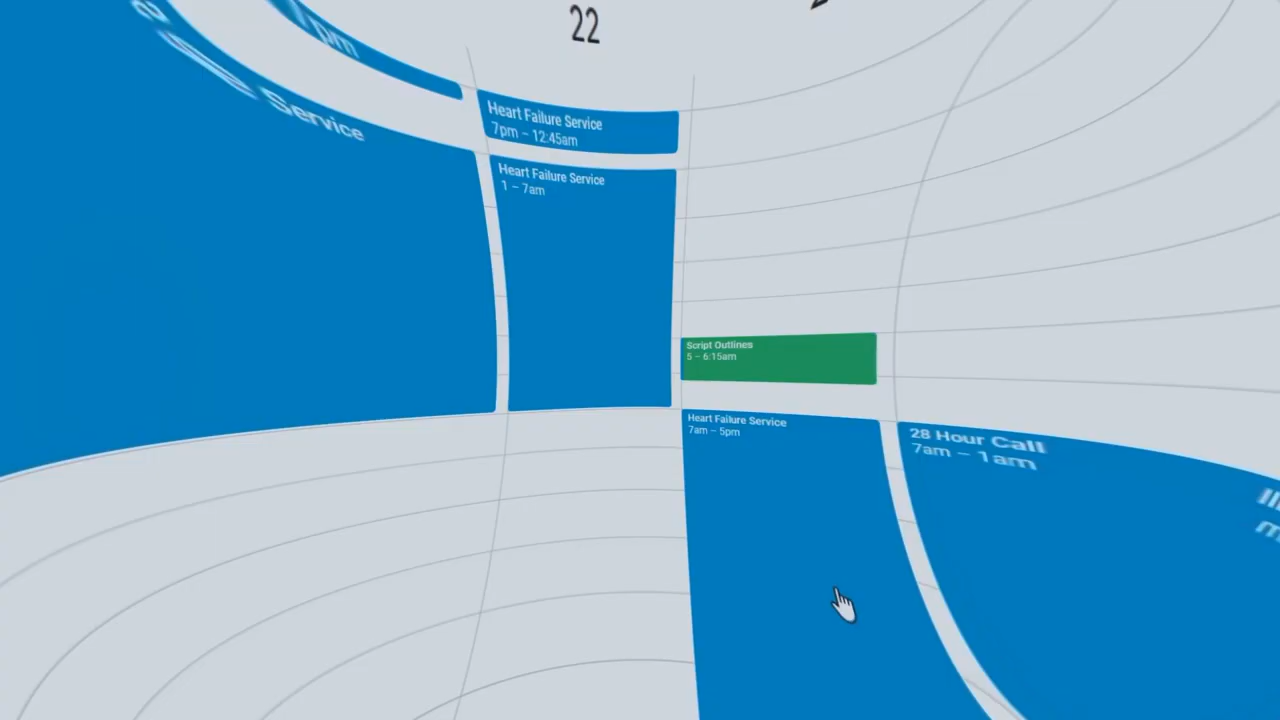 22
7pm
Service
Heart Failure Service
7pm – 12:45am
Heart Failure Service
1 – 7am
Script Outlines
5 – 6:15am
Heart Failure Service
7am – 5pm
28 Hour Call
7am – 1am